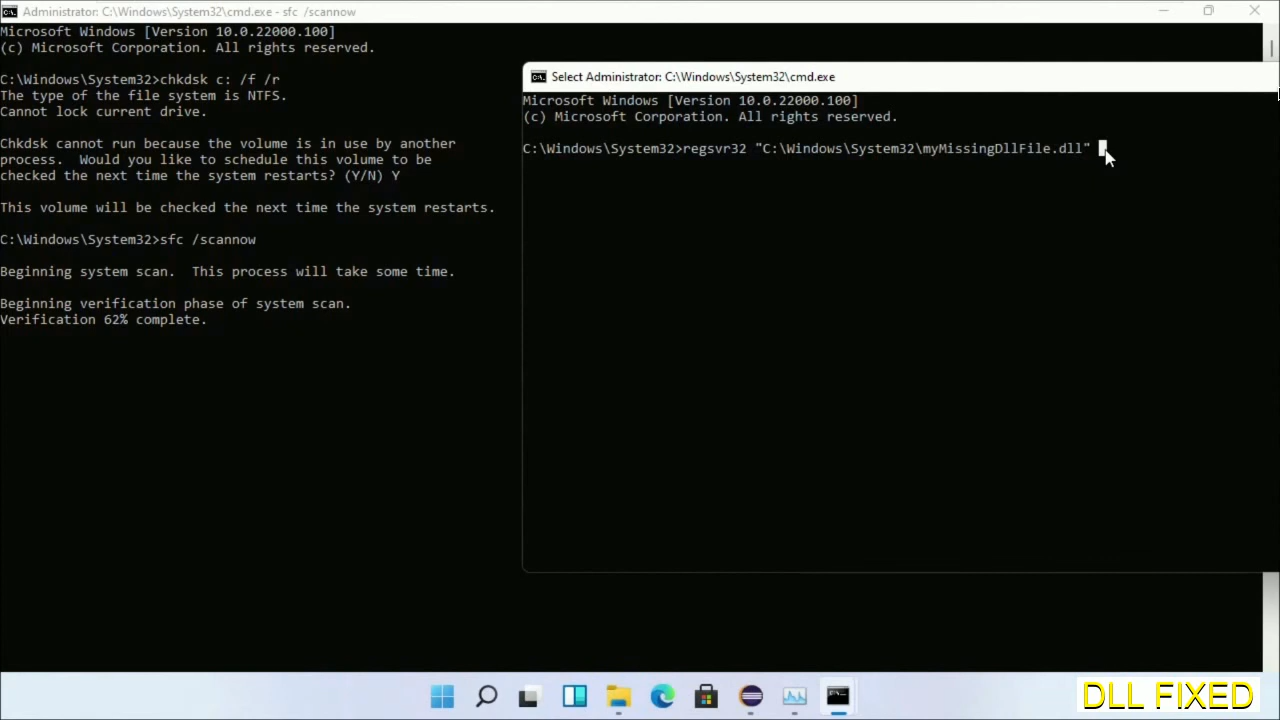 Administrator: C:\Windows\System32\cmd.exe - sfc /scannow
Microsoft Windows [Version 10.0.22000.100]
(c) Microsoft Corporation. All rights reserved.
C:\Windows\System32>chkdsk c: /f /r
The type of the file system is NTFS.
Cannot lock current drive.
Chkdsk cannot run because the volume is in use by another
process.  Would you like to schedule this volume to be
checked the next time the system restarts? (Y/N) Y
This volume will be checked the next time the system restarts.
C:\Windows\System32>sfc /scannow
Beginning system scan.  This process will take some time.
Beginning verification phase of system scan.
Verification 62% complete.
Select Administrator: C:\Windows\System32\cmd.exe
Microsoft Windows [Version 10.0.22000.100]
(c) Microsoft Corporation. All rights reserved.
C:\Windows\System32>regsvr32 "C:\Windows\System32\myMissingDllFile.dll"
DLL FIXED